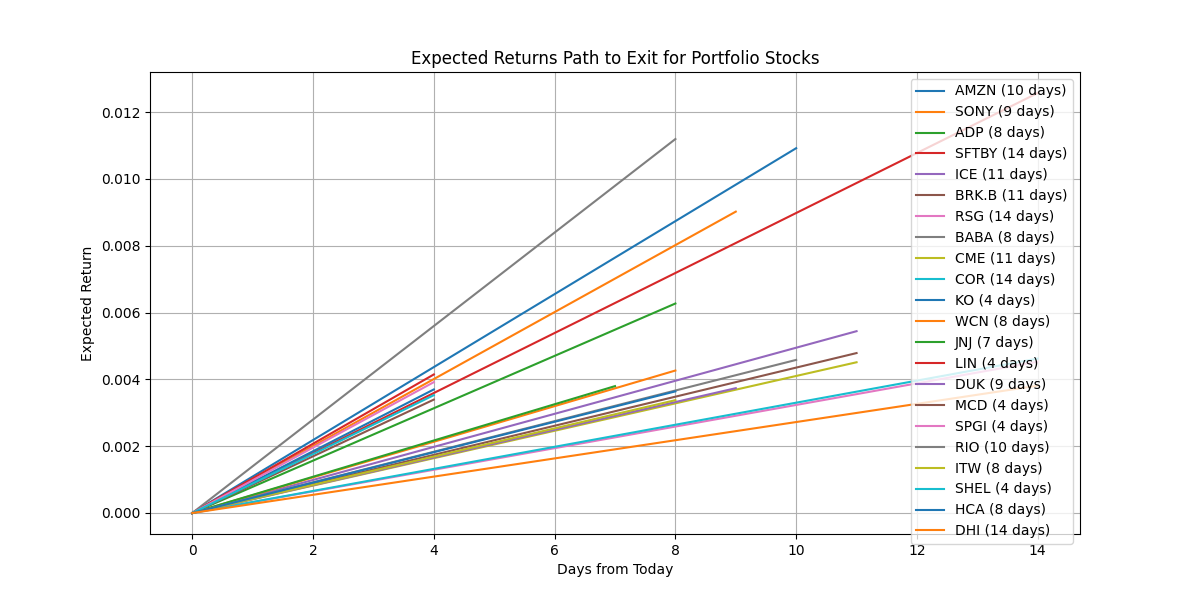 Expected Returns Path to Exit for Portfolio Stocks
Expected Return
0.012
0.010
0.008
0.006
0.004
0.002
0.000
AMZN (10 days)
SONY (9 days)
ADP (8 days)
SFTBY (14 days)
ICE (11 days)
BRK.B (11 days)
RSG (14 days)
BABA (8 days)
CME (11 days)
COR (14 days)
KO (4 days)
WCN (8 days)
JNJ (7 days)
LIN (4 days)
DUK (9 days)
MCD (4 days)
SPGI (4 days)
RIO (10 days)
ITW (8 days)
SHEL (4 days)
HCA (8 days)
DHI (14 days)
0 2 4 6 8 10 12 14
Days from Today